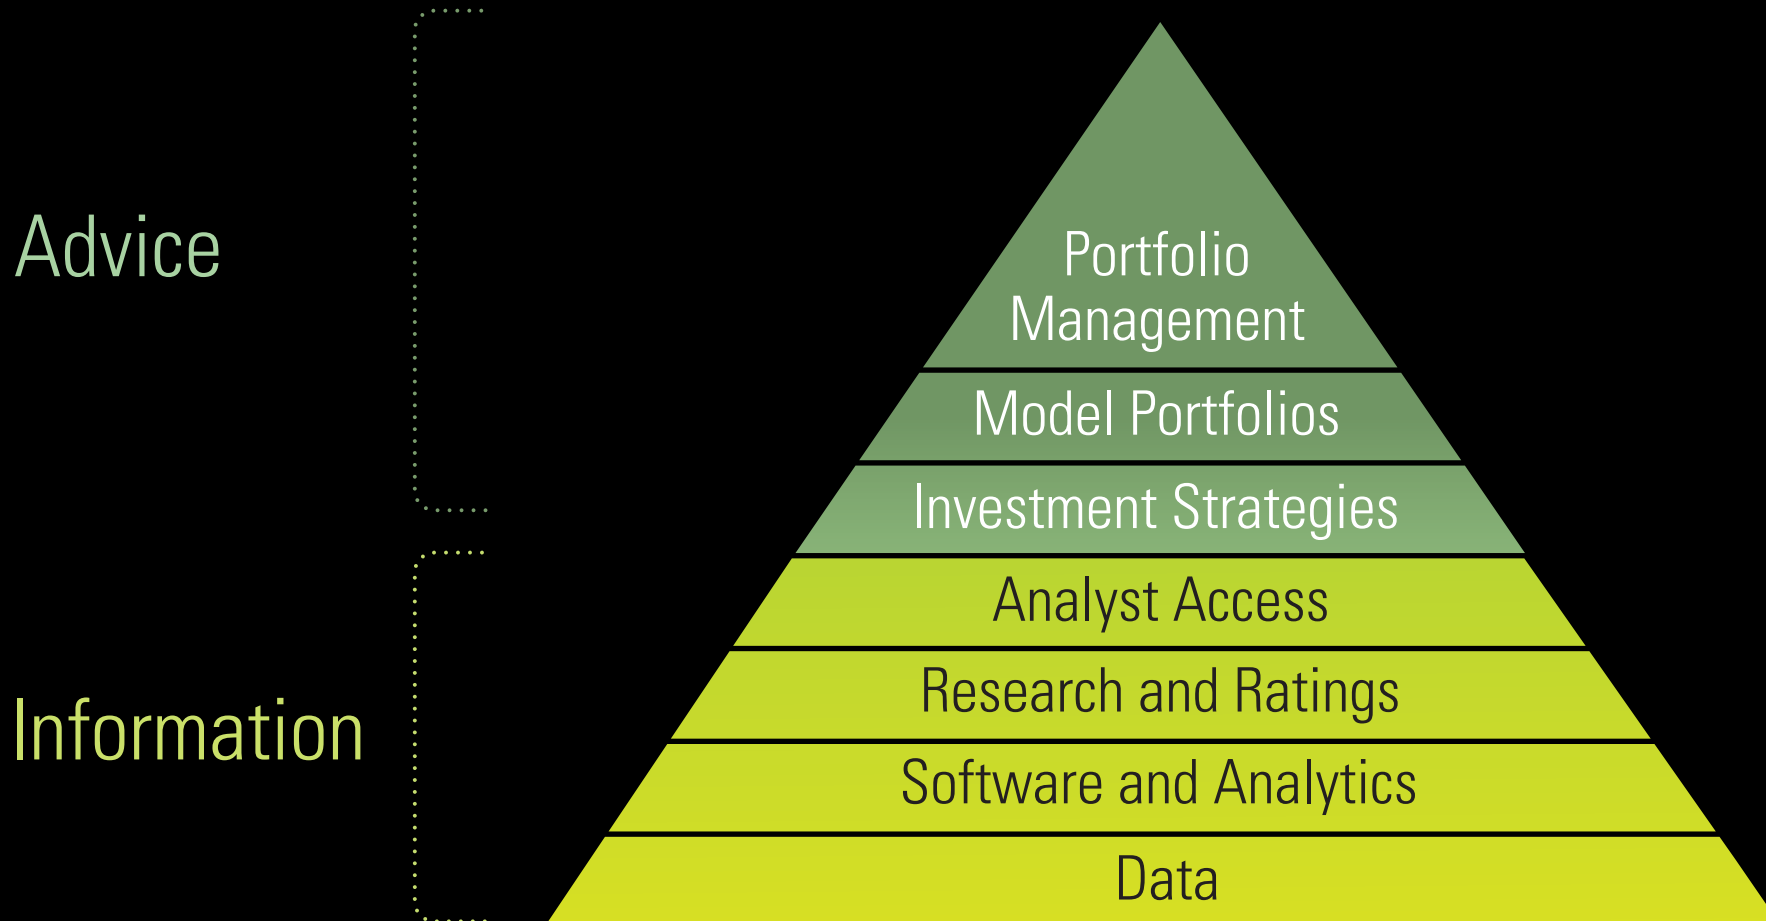 Advice
Portfolio
Management
Model Portfolios
Investment Strategies
Information
Analyst Access
Research and Ratings
Software and Analytics
Data